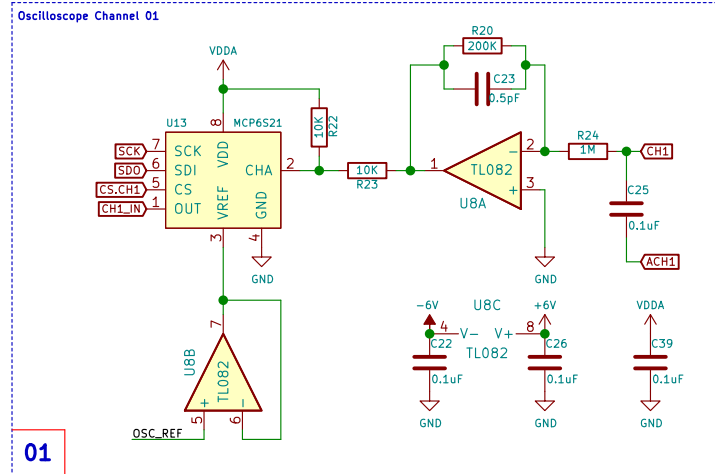 Oscilloscope Channel 01
R20
200K
VDDA
C23
0.5pF
U13
MCP6S21
8
10K
R22
R24
1M
SCK
7
SCK
VDD
CHA
2
10K
R23
1
TL082
−
2
CH1
SDO
6
SDI
CS.CH1
5
CS
+
3
C25
CH1_IN
1
OUT
VREF
GND
U8A
0.1uF
3
4
GND
GND
ACH1
-6V
U8C
+6V
VDDA
7
4
V-
V+
8
C22
TL082
C26
C39
U8B
TL082
0.1uF
0.1uF
0.1uF
+
−
5
6
GND
GND
GND
OSC_REF
01